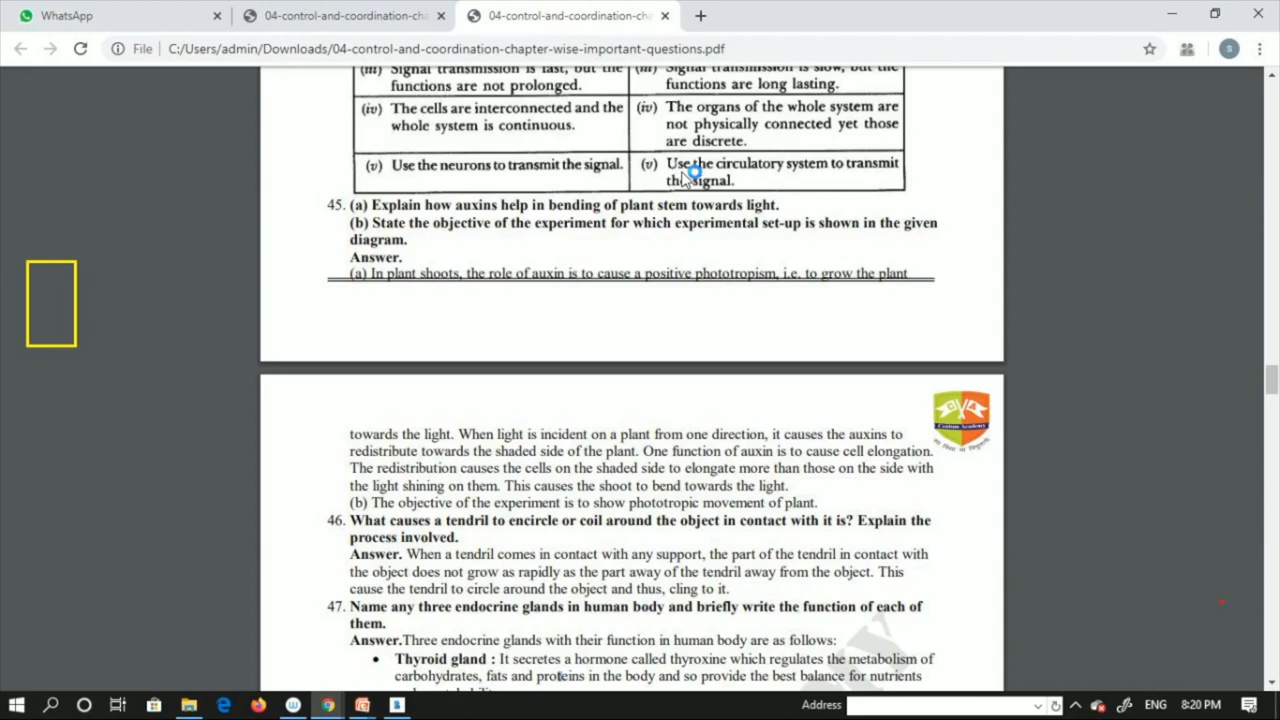 WhatsApp
04-control-and-coordination-cha
04-control-and-coordination-cha
File
C:/Users/admin/Downloads/04-control-and-coordination-chapter-wise-important-questions.pdf
S
(iii) Signal transmission is fast, but the
functions are not prolonged.
(iii) Signal transmission is slow, but the
functions are long lasting.
(iv) The cells are interconnected and the
whole system is continuous.
(iv) The organs of the whole system are
not physically connected yet those
are discrete.
(v) Use the neurons to transmit the signal.
(v) Use the circulatory system to transmit
the signal.
45. (a) Explain how auxins help in bending of plant stem towards light.
(b) State the objective of the experiment for which experimental set-up is shown in the given
diagram.
Answer.
(a) In plant shoots, the role of auxin is to cause a positive phototropism, i.e. to grow the plant
towards the light. When light is incident on a plant from one direction, it causes the auxins to
redistribute towards the shaded side of the plant. One function of auxin is to cause cell elongation.
The redistribution causes the cells on the shaded side to elongate more than those on the side with
the light shining on them. This causes the shoot to bend towards the light.
(b) The objective of the experiment is to show phototropic movement of plant.
46. What causes a tendril to encircle or coil around the object in contact with it is? Explain the
process involved.
Answer. When a tendril comes in contact with any support, the part of the tendril in contact with
the object does not grow as rapidly as the part away of the tendril away from the object. This
cause the tendril to circle around the object and thus, cling to it.
47. Name any three endocrine glands in human body and briefly write the function of each of
them.
Answer.Three endocrine glands with their function in human body are as follows:
• Thyroid gland : It secretes a hormone called thyroxine which regulates the metabolism of
carbohydrates, fats and proteins in the body and so provide the best balance for nutrients
Address
ENG
8:20 PM